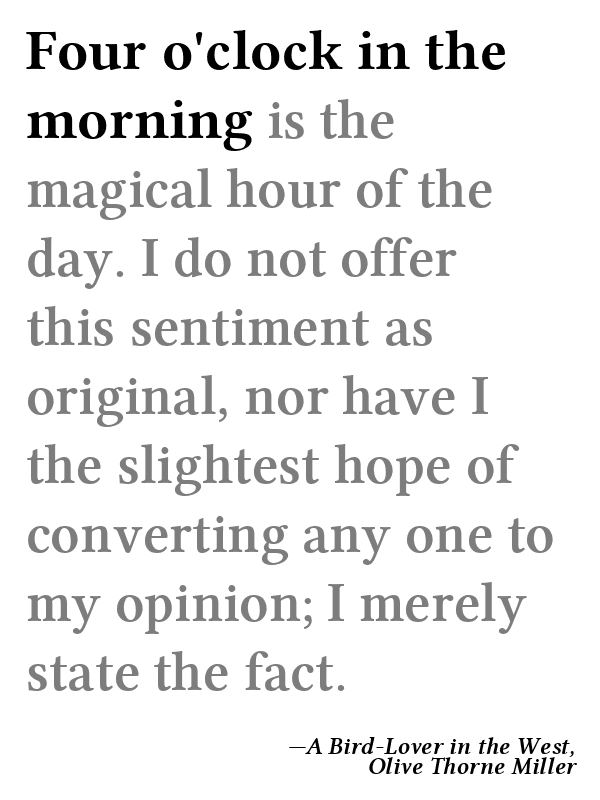 Four o'clock in the
morning is the
magical hour of the
day. I do not offer
this sentiment as
original, nor have I
the slightest hope of
converting any one to
my opinion; I merely
state the fact.
—A Bird-Lover in the West,
Olive Thorne Miller